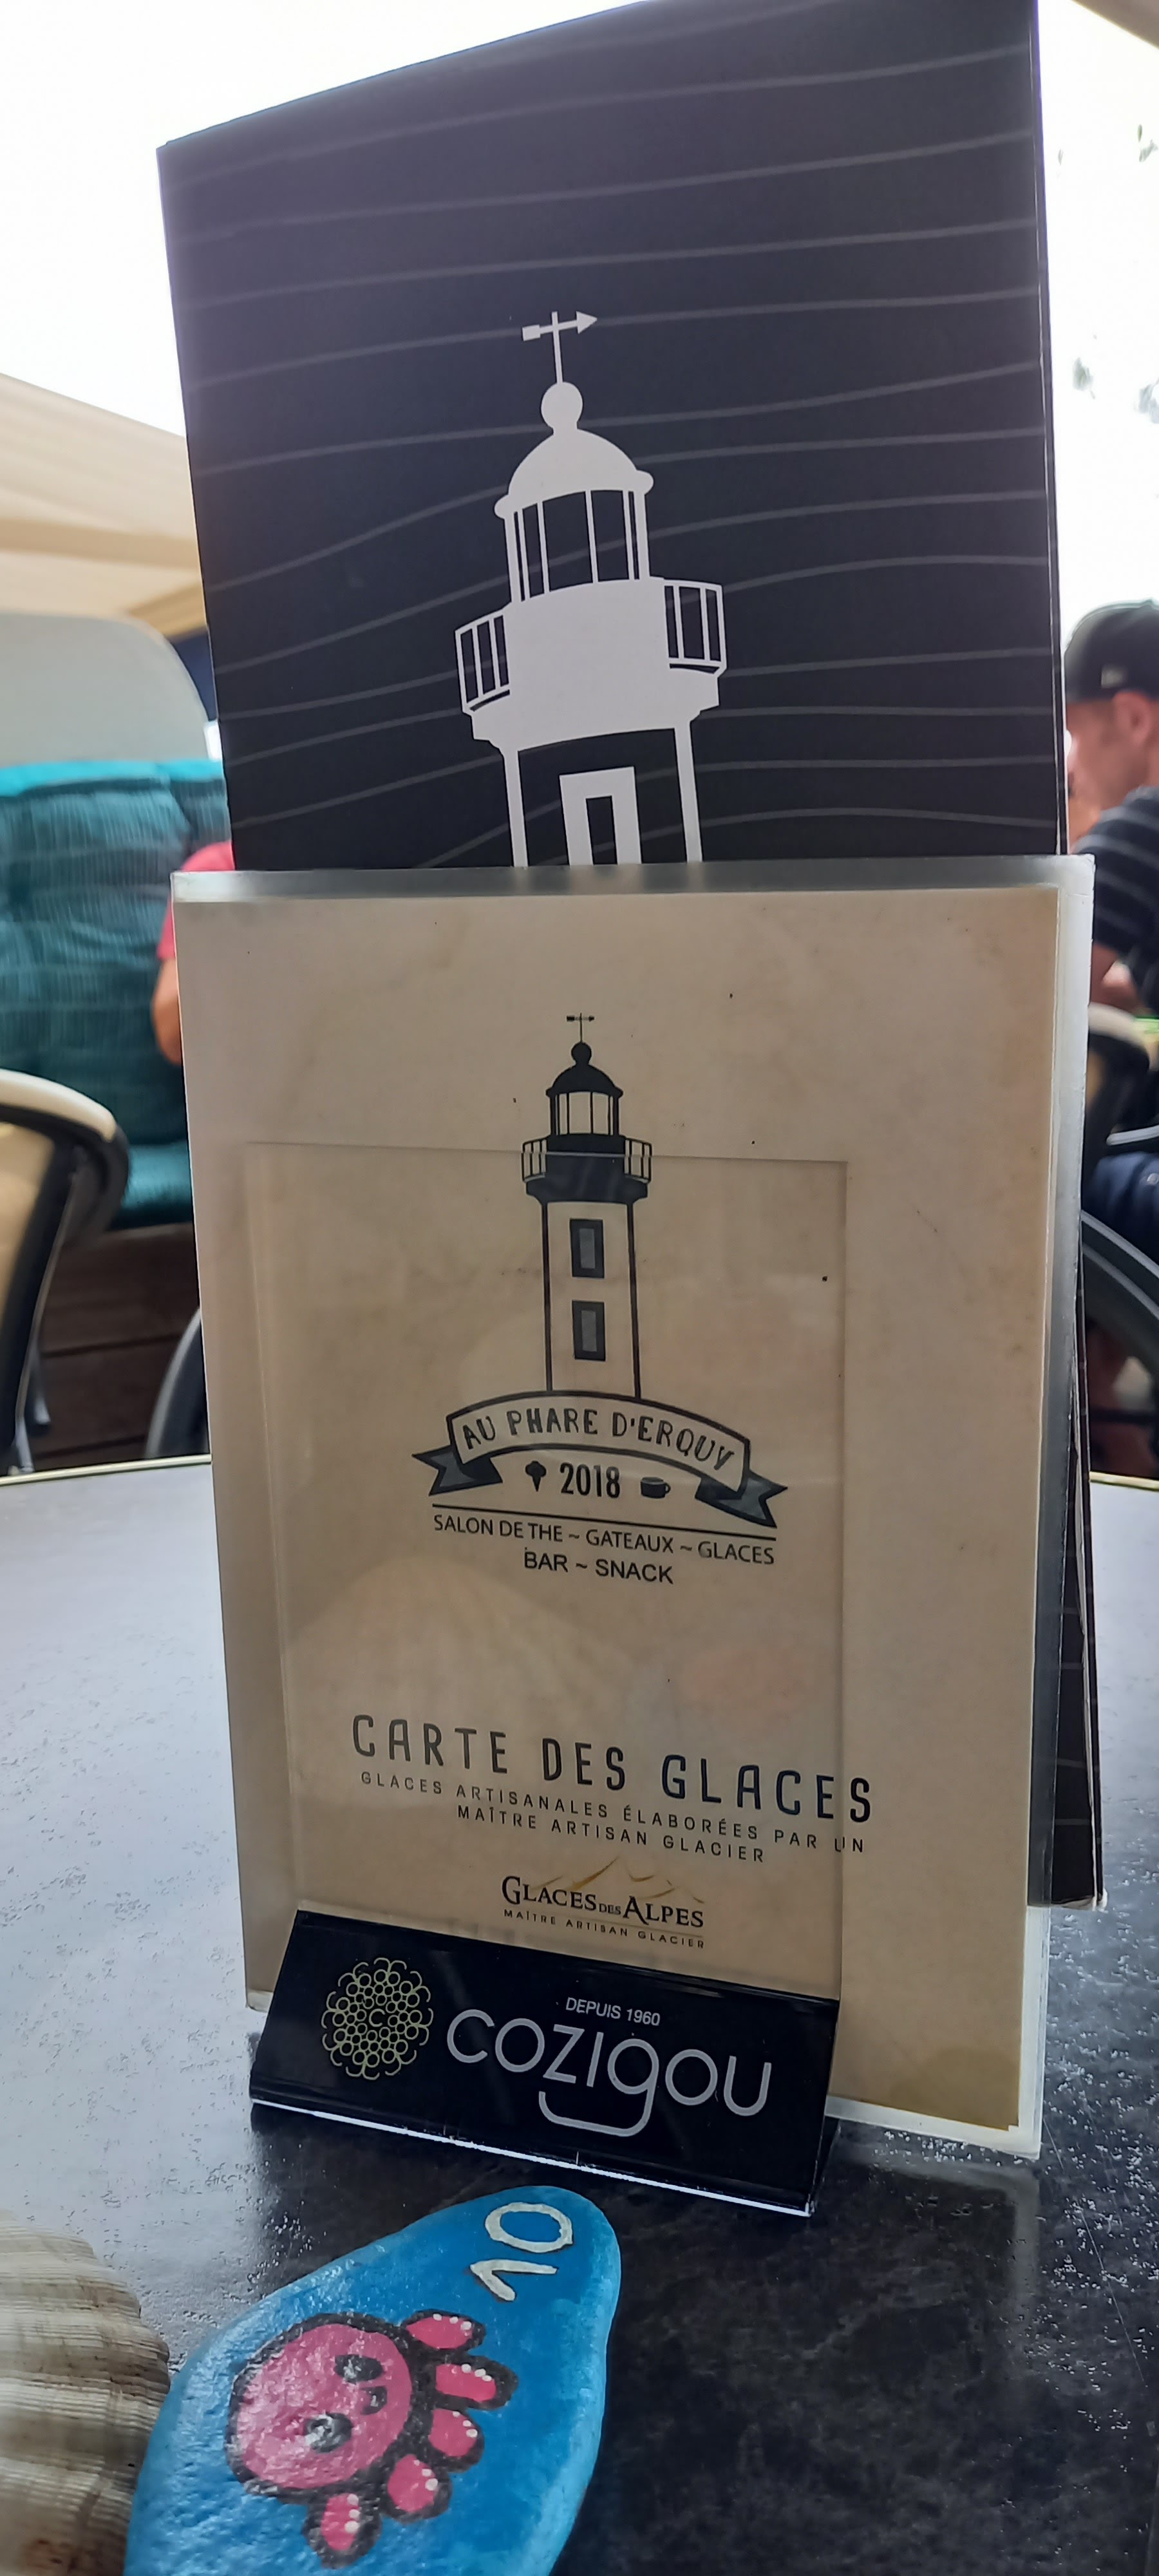 AU PHARE D'ERQUY
2018
SALON DE THE ~ GATEAUX ~ GLACES
BAR ~ SNACK
CARTE DES GLACES
GLACES ARTISANALES ÉLABORÉES PAR UN
MAÎTRE ARTISAN GLACIER
GLACES DES ALPES
MAÎTRE ARTISAN GLACIER
DEPUIS 1960
COZIGOU
10